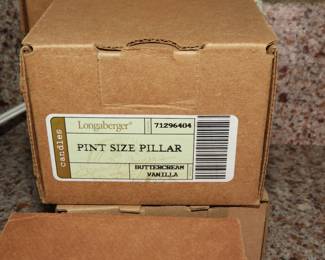 candles
Longaberger®
71296404
PINT SIZE PILLAR
BUTTERCREAM
VANILLA